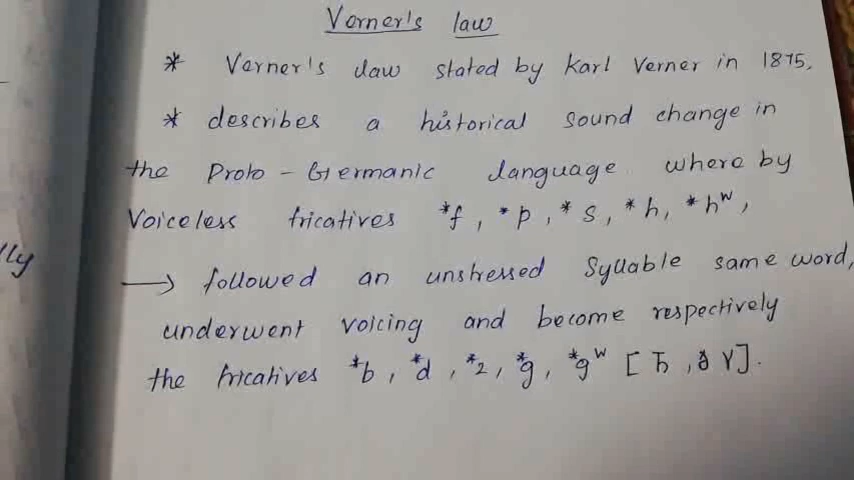 Verner's law
* Verner's law stated by Karl Verner in 1875.
* describes a historical sound change in
the Proto - Germanic language where by
Voiceless fricatives *f, *p, *s, *h, *hʷ,
lly
→ followed an unstressed Syllable same word,
underwent voicing and become respectively
the fricatives *b, *d, *z, *g, *gʷ [ƀ, ð γ].